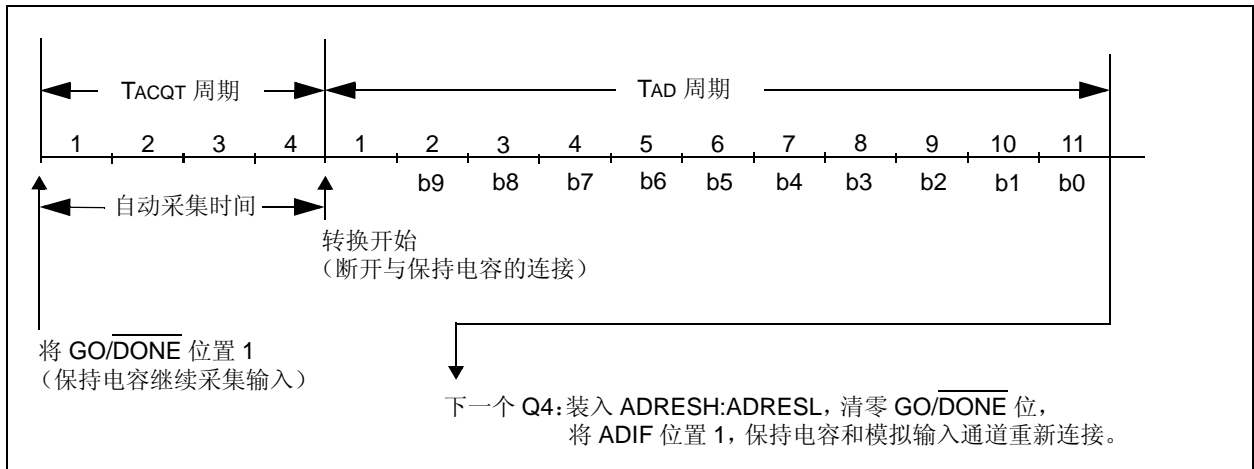 TACQT 周期
TAD 周期
1 2 3 4 1 2 3 4 5 6 7 8 9 10 11
b9 b8 b7 b6 b5 b4 b3 b2 b1 b0
自动采集时间
转换开始
（断开与保持电容的连接）
将 GO/DONE 位置 1
（保持电容继续采集输入）
下一个 Q4：装入 ADRESH:ADRESL，清零 GO/DONE 位，
将 ADIF 位置 1，保持电容和模拟输入通道重新连接。